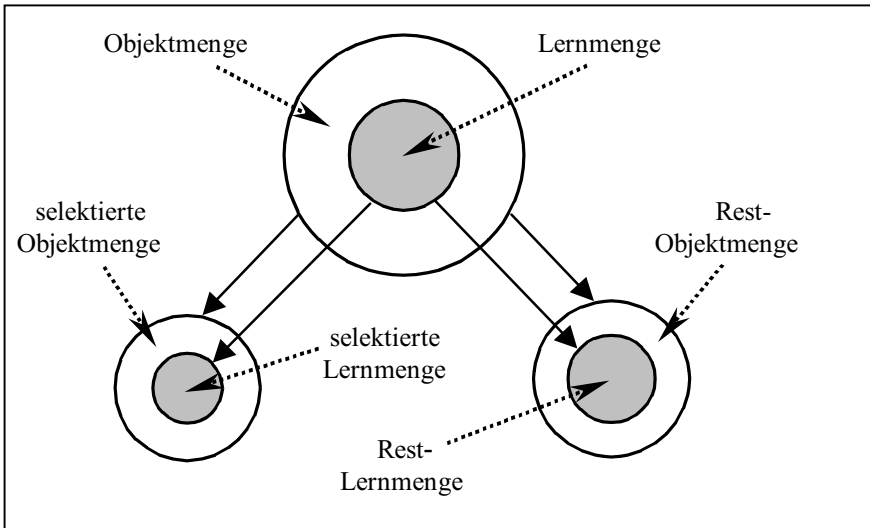 Objektmenge
Lernmenge
selektierte
Objektmenge
Rest-
Objektmenge
selektierte
Lernmenge
Rest-
Lernmenge